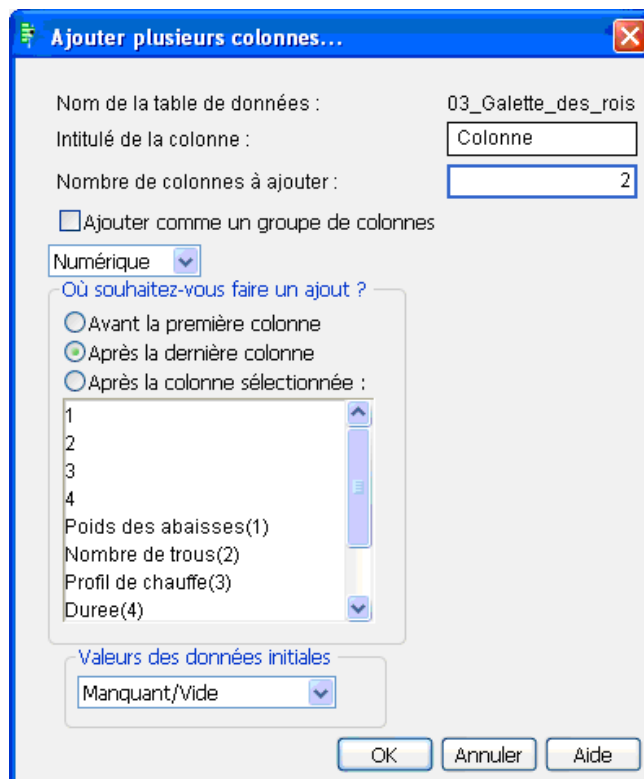 Ajouter plusieurs colonnes...
Nom de la table de données : 03_Galette_des_rois
Intitulé de la colonne : Colonne
Nombre de colonnes à ajouter : 2
Ajouter comme un groupe de colonnes
Numérique
Où souhaitez-vous faire un ajout ?
Avant la première colonne
Après la dernière colonne
Après la colonne sélectionnée :
1
2
3
4
Poids des abaisses(1)
Nombre de trous(2)
Profil de chauffe(3)
Duree(4)
Valeurs des données initiales
Manquant/Vide
OK Annuler Aide